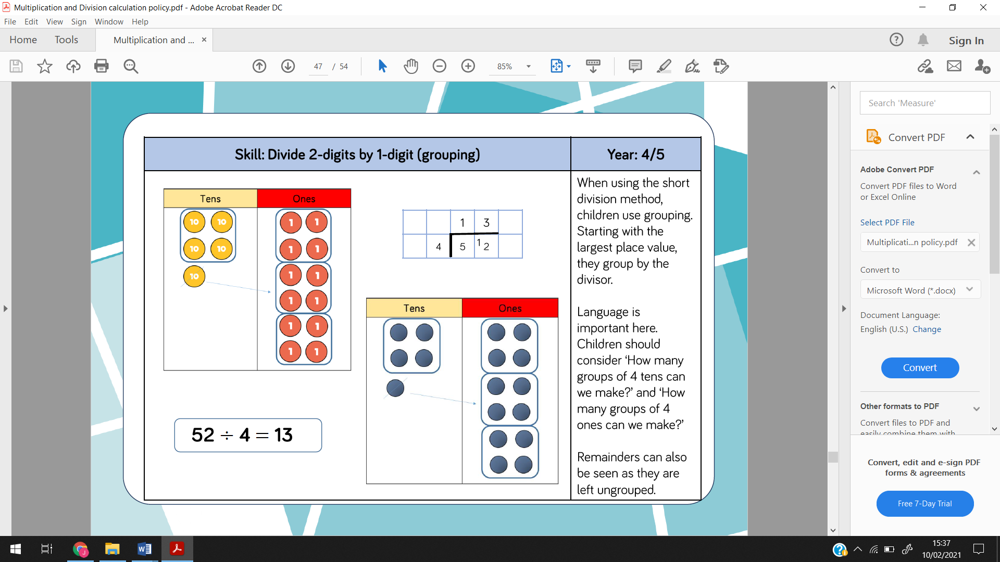 Multiplication and Division calculation policy.pdf - Adobe Acrobat Reader DC
File Edit View Sign Window Help
Home Tools Multiplication and ... × Sign In
47 / 54 85%
Search 'Measure'
Convert PDF
Adobe Convert PDF
Convert PDF files to Word
or Excel Online
Select PDF File
Multiplicati...n policy.pdf
Convert to
Microsoft Word (*.docx)
Document Language:
English (U.S.) Change
Convert
Other formats to PDF
Convert files to PDF and
easily combine them with
Convert, edit and e-sign PDF
forms & agreements
Free 7-Day Trial
Skill: Divide 2-digits by 1-digit (grouping)
Year: 4/5
Tens Ones
10 10 1 1
10 10 1 1
10 1 1
1 1
1 1
1 1
1 3
4 5 1 2
Tens Ones
52 ÷ 4 = 13
When using the short
division method,
children use grouping.
Starting with the
largest place value,
they group by the
divisor.
Language is
important here.
Children should
consider ‘How many
groups of 4 tens can
we make?’ and ‘How
many groups of 4
ones can we make?’
Remainders can also
be seen as they are
left ungrouped.
15:37
10/02/2021